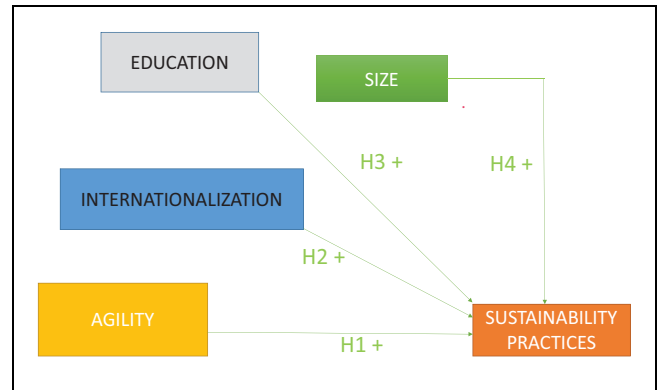 EDUCATION
SIZE
H3 +
H4 +
INTERNATIONALIZATION
H2 +
AGILITY
H1 +
SUSTAINABILITY
PRACTICES